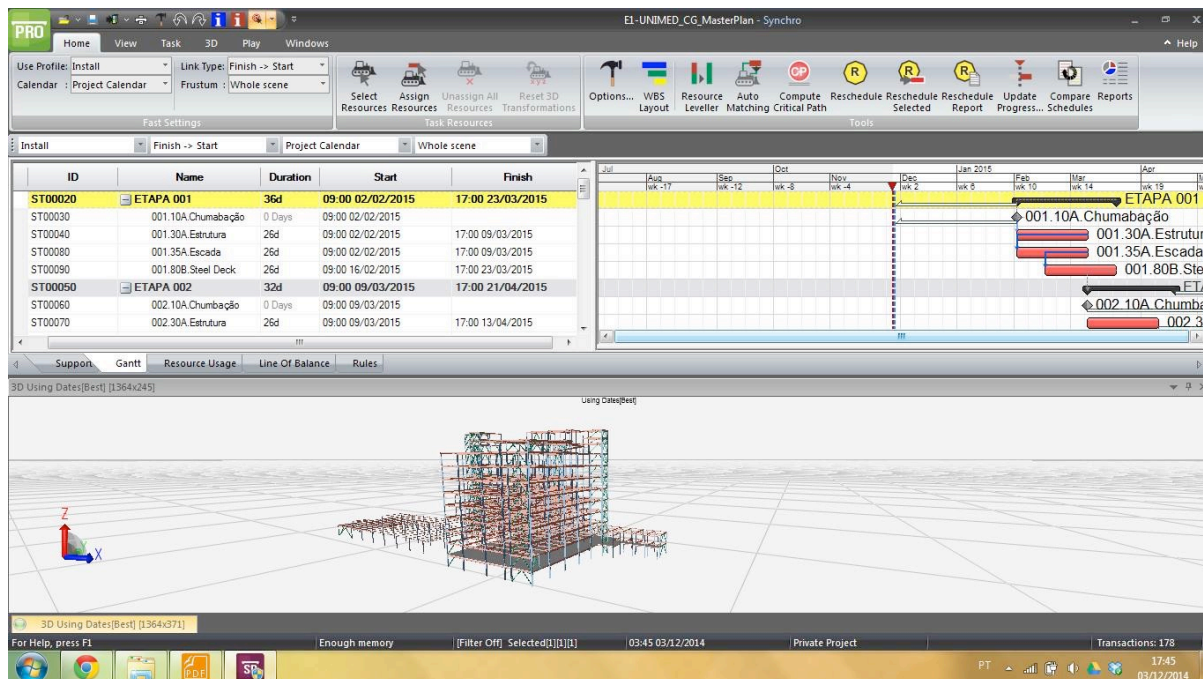 E1-UNIMED_CG_MasterPlan - Synchro
PRO
Home View Task 3D Play Windows
Help
Use Profile: Install
Link Type: Finish -> Start
Calendar : Project Calendar
Frustum : Whole scene
Fast Settings
Select Resources
Assign Resources
Unassign All Resources
Reset 3D Transformations
Task Resources
Options...
WBS Layout
Resource Leveller
Auto Matching
CP
Compute Critical Path
R
Reschedule
R
Reschedule Selected
R
Reschedule Report
Update Progress...
Compare Schedules
Reports
Tools
Install Finish -> Start Project Calendar Whole scene
ID Name Duration Start Finish
ST00020 ETAPA 001 36d 09:00 02/02/2015 17:00 23/03/2015
ST00030 001.10A.Chumabação 0 Days 09:00 02/02/2015
ST00040 001.30A.Estrutura 26d 09:00 02/02/2015 17:00 09/03/2015
ST00080 001.35A.Escada 26d 09:00 02/02/2015 17:00 09/03/2015
ST00090 001.80B.Steel Deck 26d 09:00 16/02/2015 17:00 23/03/2015
ST00050 ETAPA 002 32d 09:00 09/03/2015 17:00 21/04/2015
ST00060 002.10A.Chumbação 0 Days 09:00 09/03/2015
ST00070 002.30A.Estrutura 26d 09:00 09/03/2015 17:00 13/04/2015
Jul Oct Jan 2015 Apr
Aug Sep Nov Dec Feb Mar
wk -17 wk -12 wk -8 wk -4 wk 2 wk 6 wk 10 wk 14 wk 19
ETAPA 001
001.10A.Chumabação
001.30A.Estrutur
001.35A.Escada
001.80B.Ste
ETA
002.10A.Chumba
002.3
Support Gantt Resource Usage Line Of Balance Rules
3D Using Dates[Best] [1364x245]
Using Dates[Best]
Z
X
3D Using Dates[Best] [1364x371]
For Help, press F1 Enough memory [Filter Off] Selected[1][1][1] 03:45 03/12/2014 Private Project Transactions: 178
PDF
PT
17:45
03/12/2014